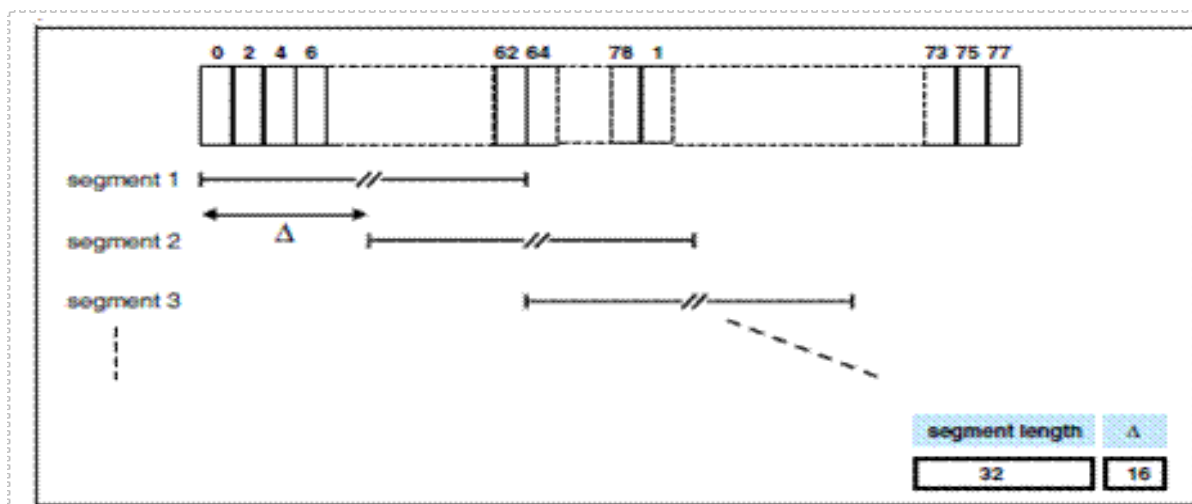 0 2 4 6 62 64 78 1 73 75 77
segment 1
Δ
segment 2
segment 3
segment length Δ
32 16